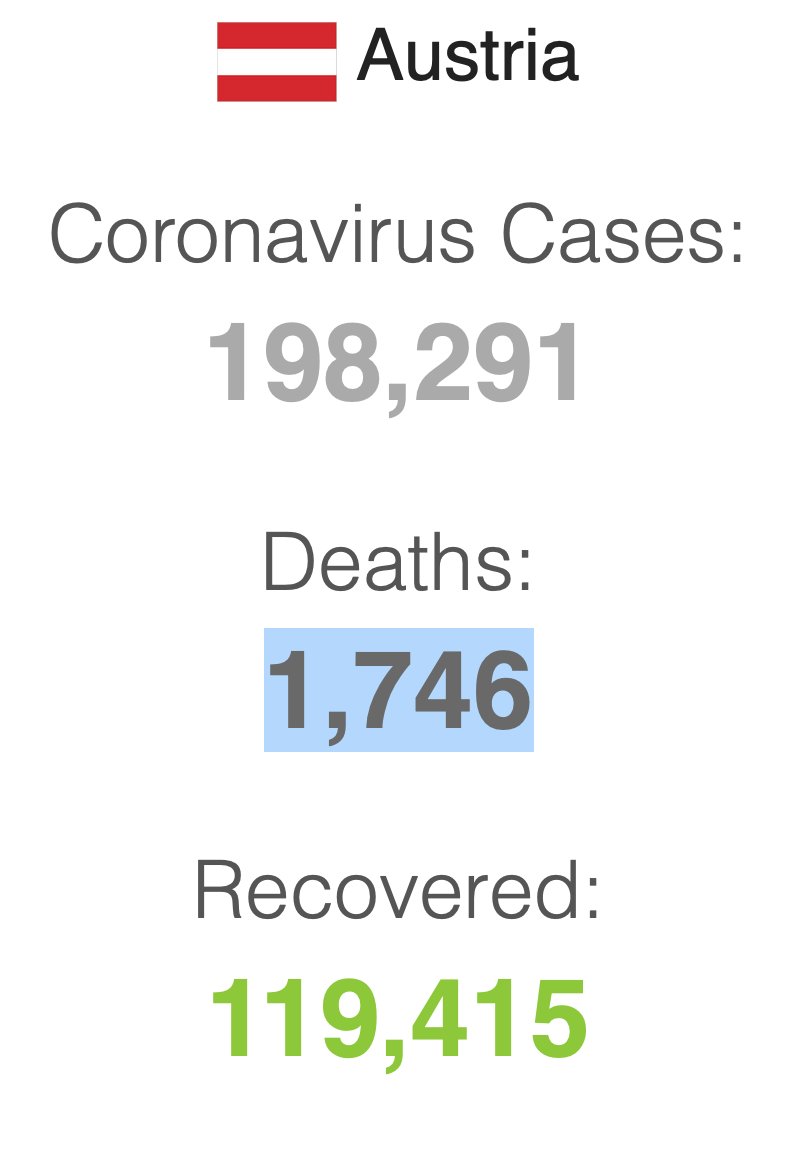 Austria
Coronavirus Cases:
198,291
Deaths:
1,746
Recovered:
119,415